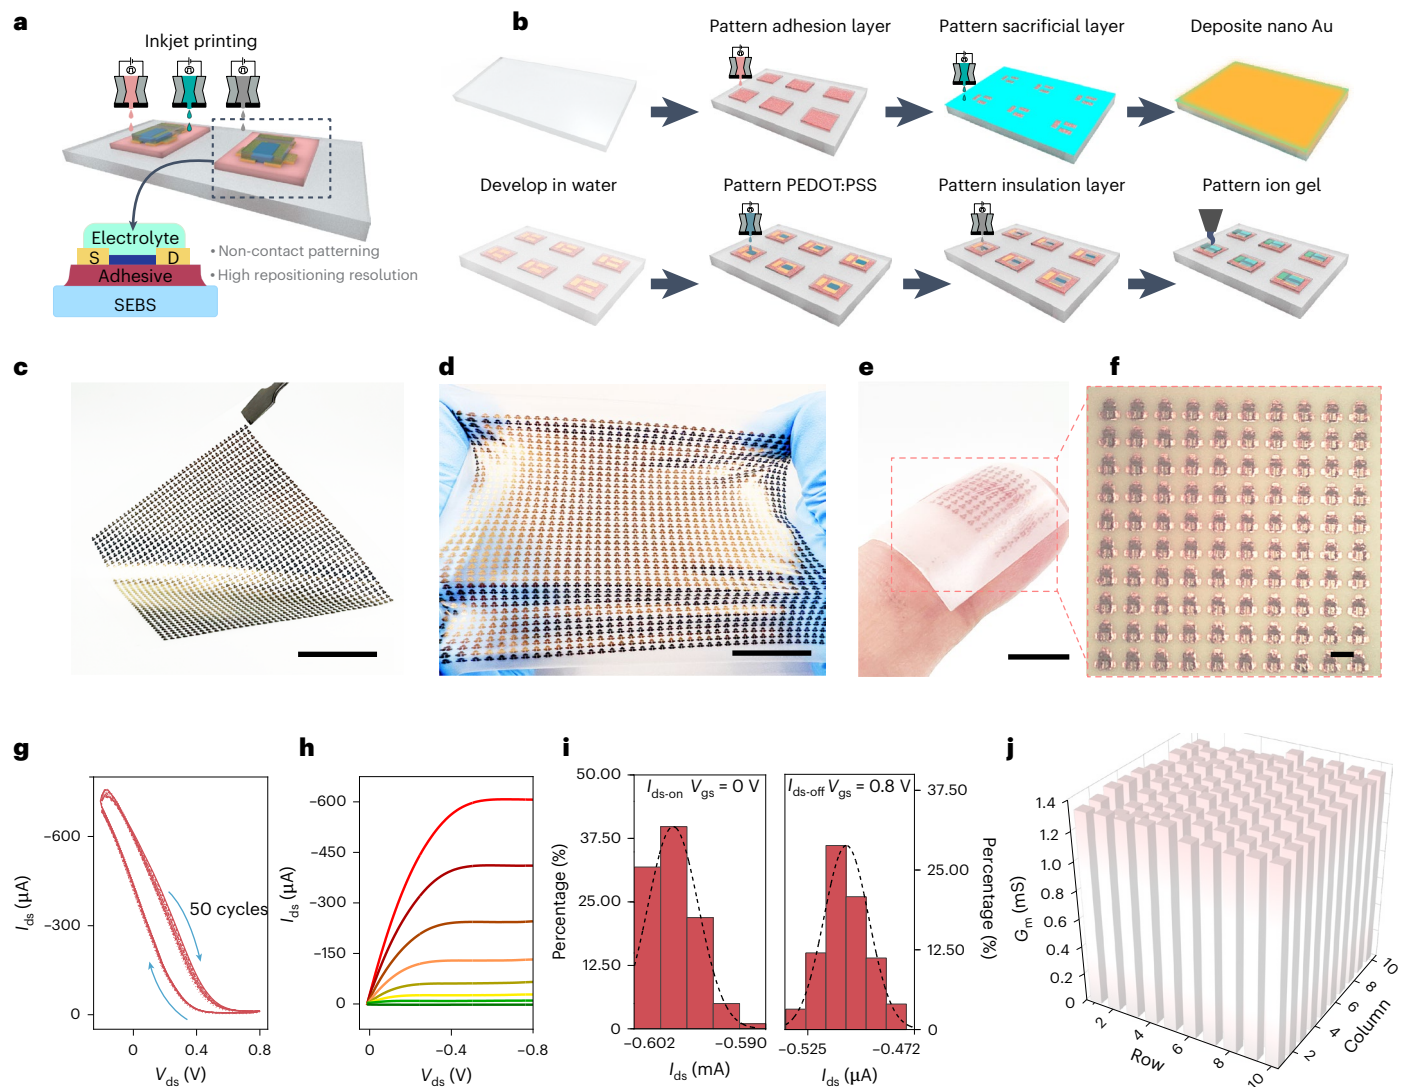 a
Inkjet printing
Electrolyte
S
D
Adhesive
SEBS
• Non-contact patterning
• High repositioning resolution
b
Pattern adhesion layer
Pattern sacrificial layer
Deposite nano Au
Develop in water
Pattern PEDOT:PSS
Pattern insulation layer
Pattern ion gel
c
d
e
f
g
−600
−300
0
Ids (μA)
50 cycles
0
0.4
0.8
Vds (V)
h
−600
−450
−300
−150
0
Ids (μA)
0
−0.4
−0.8
Vds (V)
i
50.00
37.50
25.00
12.50
0
Percentage (%)
Ids-on Vgs = 0 V
−0.602
−0.590
Ids (mA)
Ids-off Vgs = 0.8 V
37.50
25.00
12.50
0
Percentage (%)
−0.525
−0.472
Ids (μA)
j
1.4
1.2
1.0
0.8
0.6
0.4
0.2
0
Gm (mS)
2
4
6
8
10
Row
2
4
6
8
10
Column